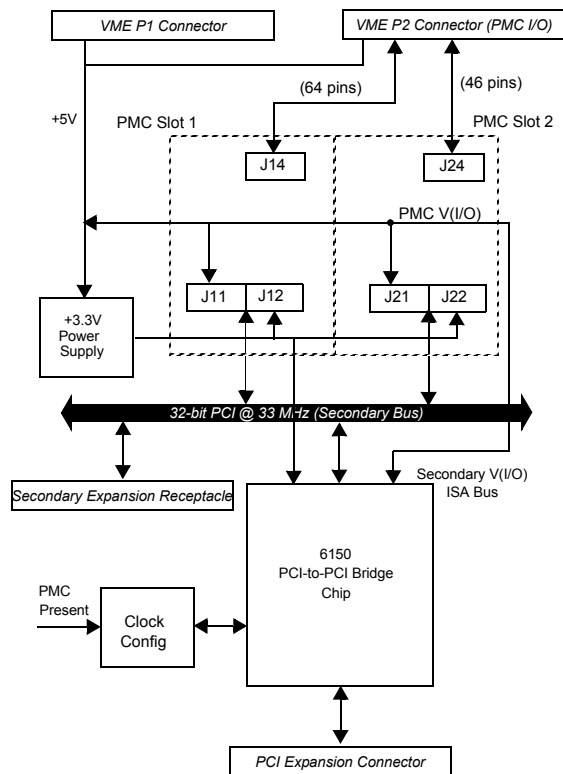 VME P1 Connector
VME P2 Connector (PMC I/O)
(64 pins)
(46 pins)
+5V
PMC Slot 1
PMC Slot 2
J14
J24
PMC V(I/O)
J11
J12
J21
J22
+3.3V
Power
Supply
32-bit PCI @ 33 MHz (Secondary Bus)
Secondary Expansion Receptacle
Secondary V(I/O)
ISA Bus
6150
PCI-to-PCI Bridge
Chip
PMC
Present
Clock
Config
PCI Expansion Connector